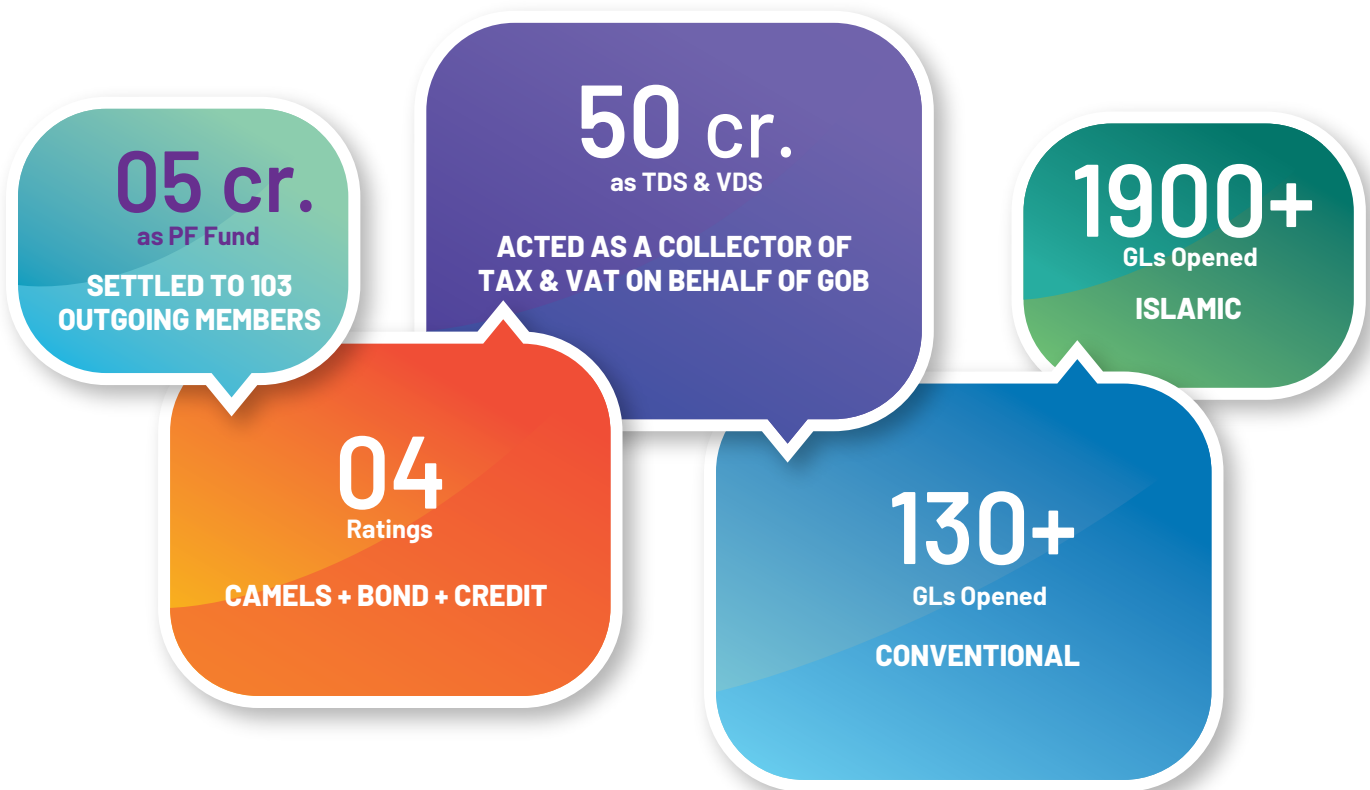 05 cr.
as PF Fund
SETTLED TO 103
OUTGOING MEMBERS
50 cr.
as TDS & VDS
ACTED AS A COLLECTOR OF
TAX & VAT ON BEHALF OF GOB
1900+
GLs Opened
ISLAMIC
04
Ratings
CAMELS + BOND + CREDIT
130+
GLs Opened
CONVENTIONAL